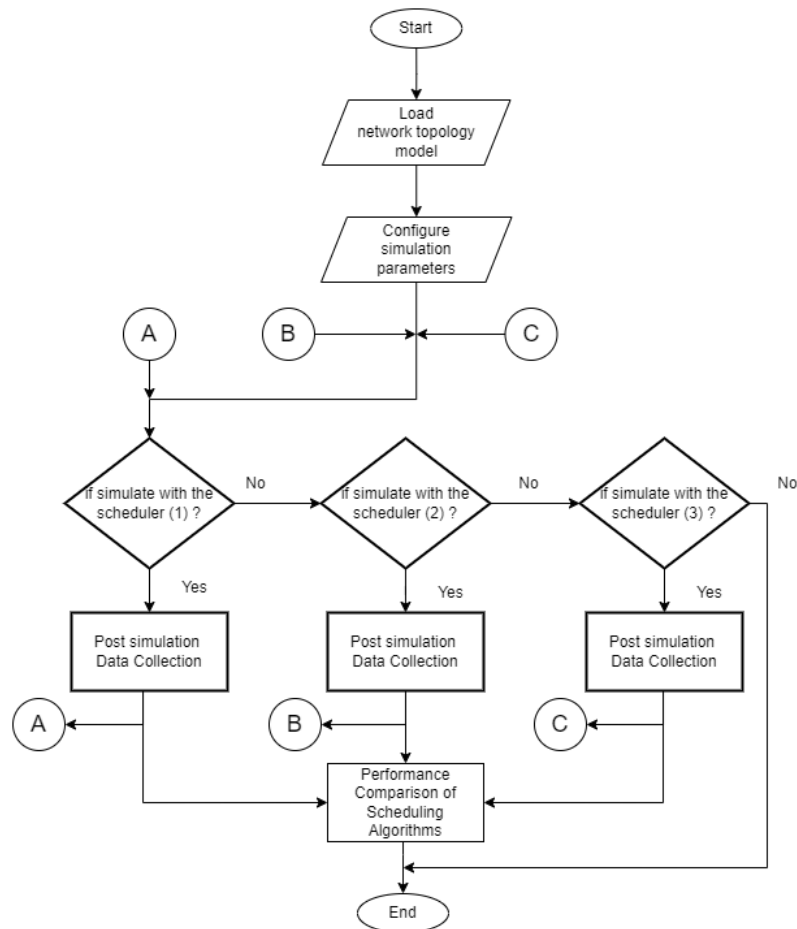 Start
Load
network topology
model
Configure
simulation
parameters
A
B
C
If simulate with the
scheduler (1) ?
No
If simulate with the
scheduler (2) ?
No
If simulate with the
scheduler (3) ?
No
Yes
Yes
Yes
Post simulation
Data Collection
Post simulation
Data Collection
Post simulation
Data Collection
A
B
C
Performance
Comparison of
Scheduling
Algorithms
End